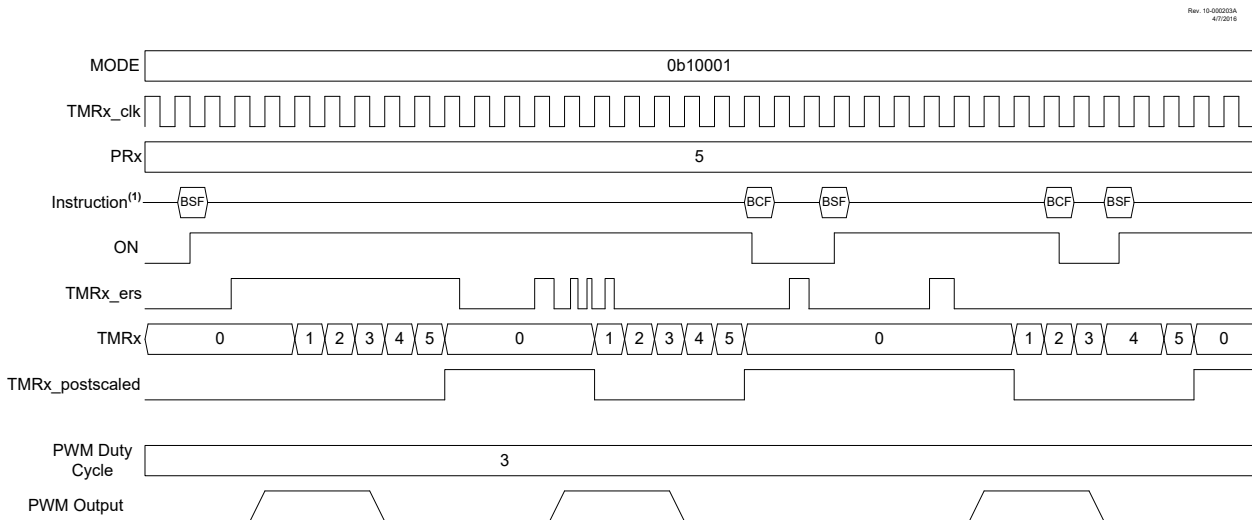 Rev. 10-000203A
4/7/2016
MODE 0b10001
TMRx_clk
PRx 5
Instruction(1) BSF BCF BSF BCF BSF
ON
TMRx_ers
TMRx 0 1 2 3 4 5 0 1 2 3 4 5 0 1 2 3 4 5 0
TMRx_postscaled
PWM Duty
Cycle 3
PWM Output